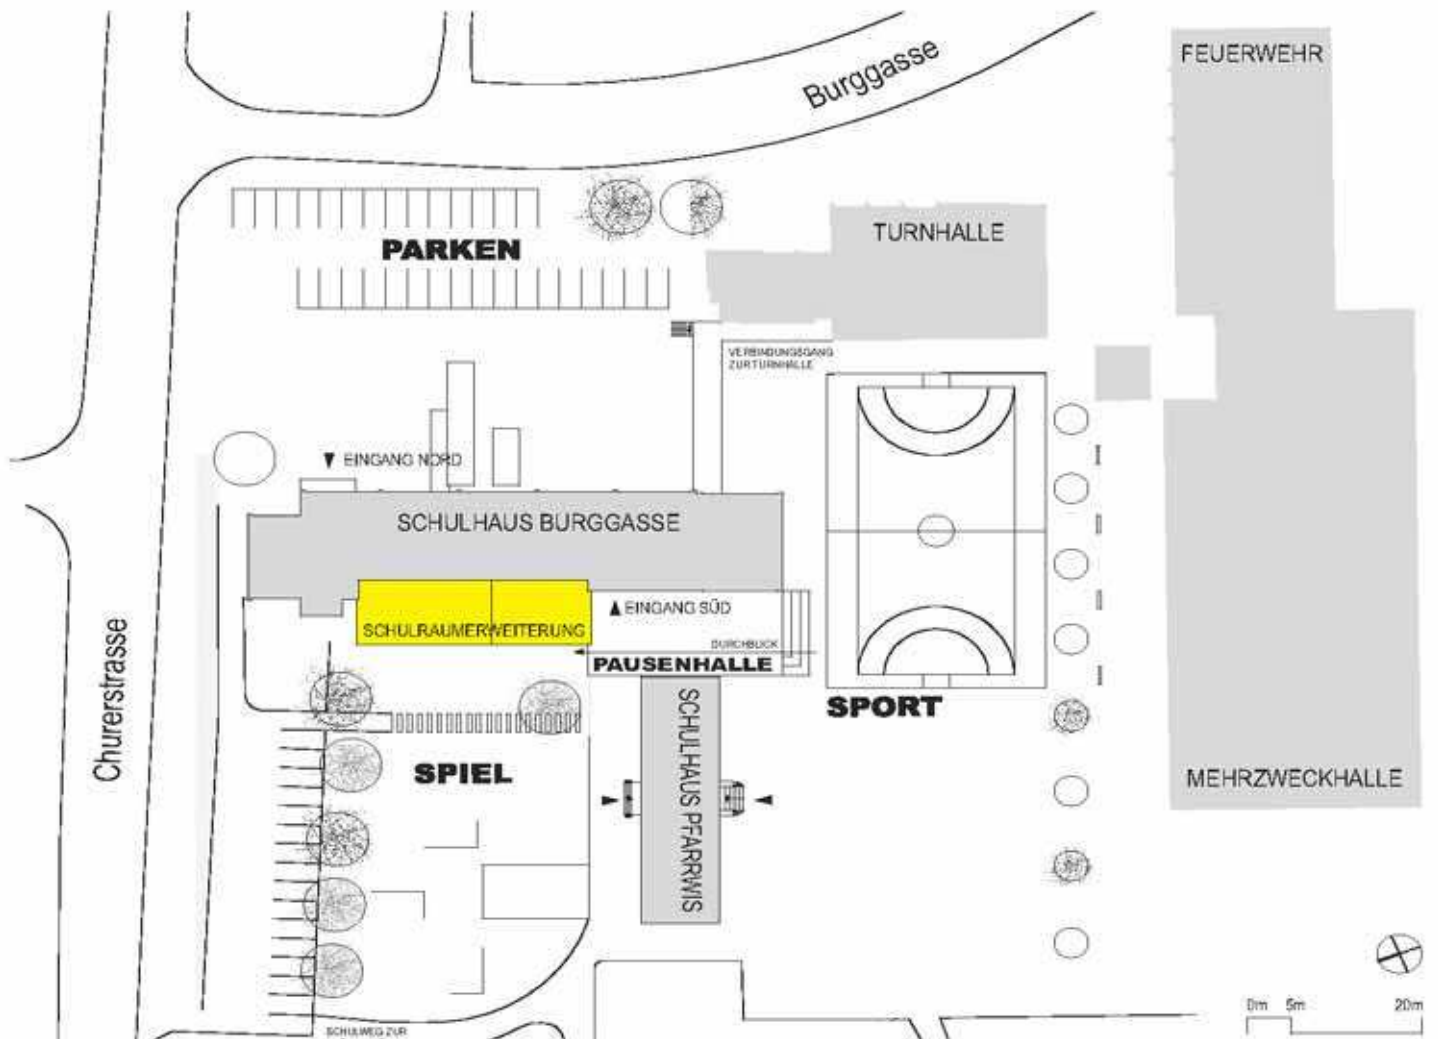 Burggasse
FEUERWEHR
TURNHALLE
PARKEN
VERBINDUNGSGANG
ZUR TURNHALLE
EINGANG NORD
SCHULHAUS BURGGASSE
EINGANG SÜD
SCHULRAUMERWEITERUNG
DURCHBLICK
PAUSENHALLE
Churerstrasse
SPORT
SCHULHAUS PFARRWIS
SPIEL
MEHRZWECKHALLE
0m 5m 20m
SCHULWEG ZUR